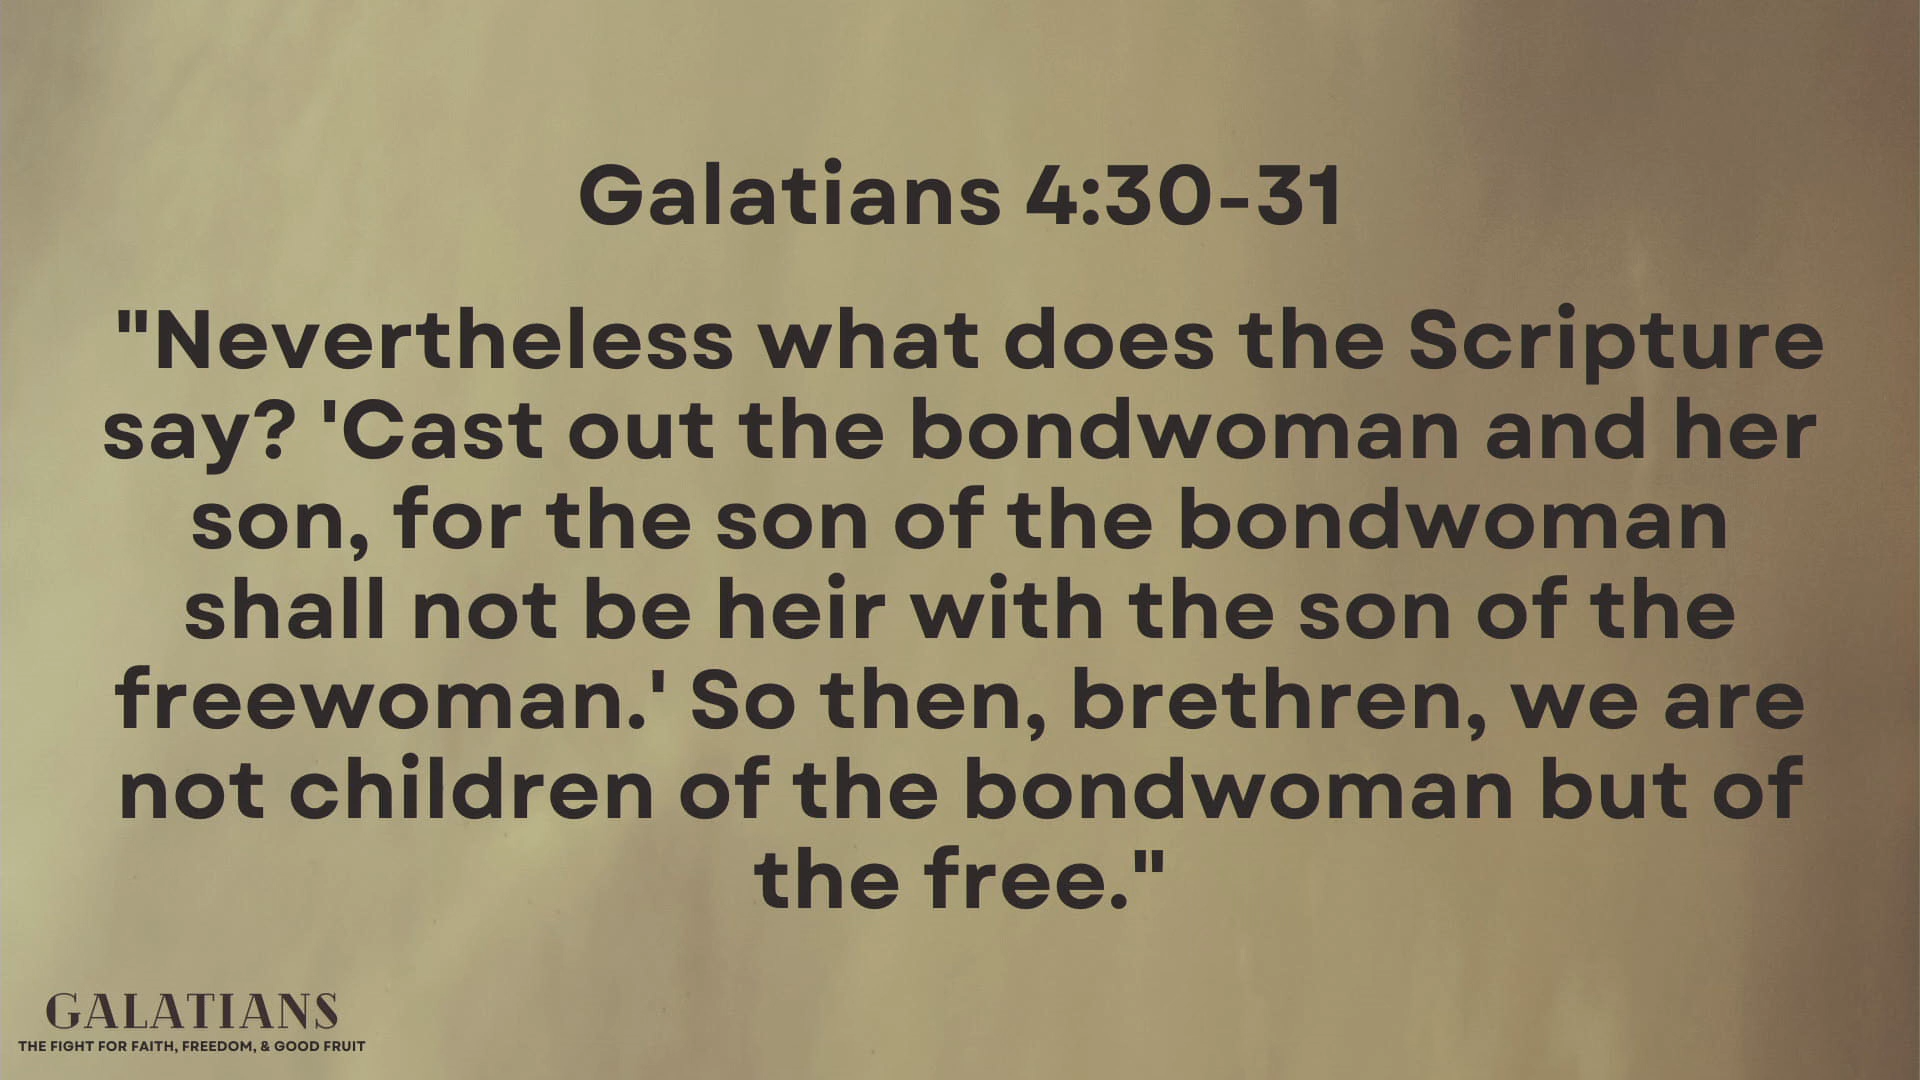 Galatians 4:30-31
"Nevertheless what does the Scripture
say? 'Cast out the bondwoman and her
son, for the son of the bondwoman
shall not be heir with the son of the
freewoman.' So then, brethren, we are
not children of the bondwoman but of
the free."
GALATIANS
THE FIGHT FOR FAITH, FREEDOM, & GOOD FRUIT